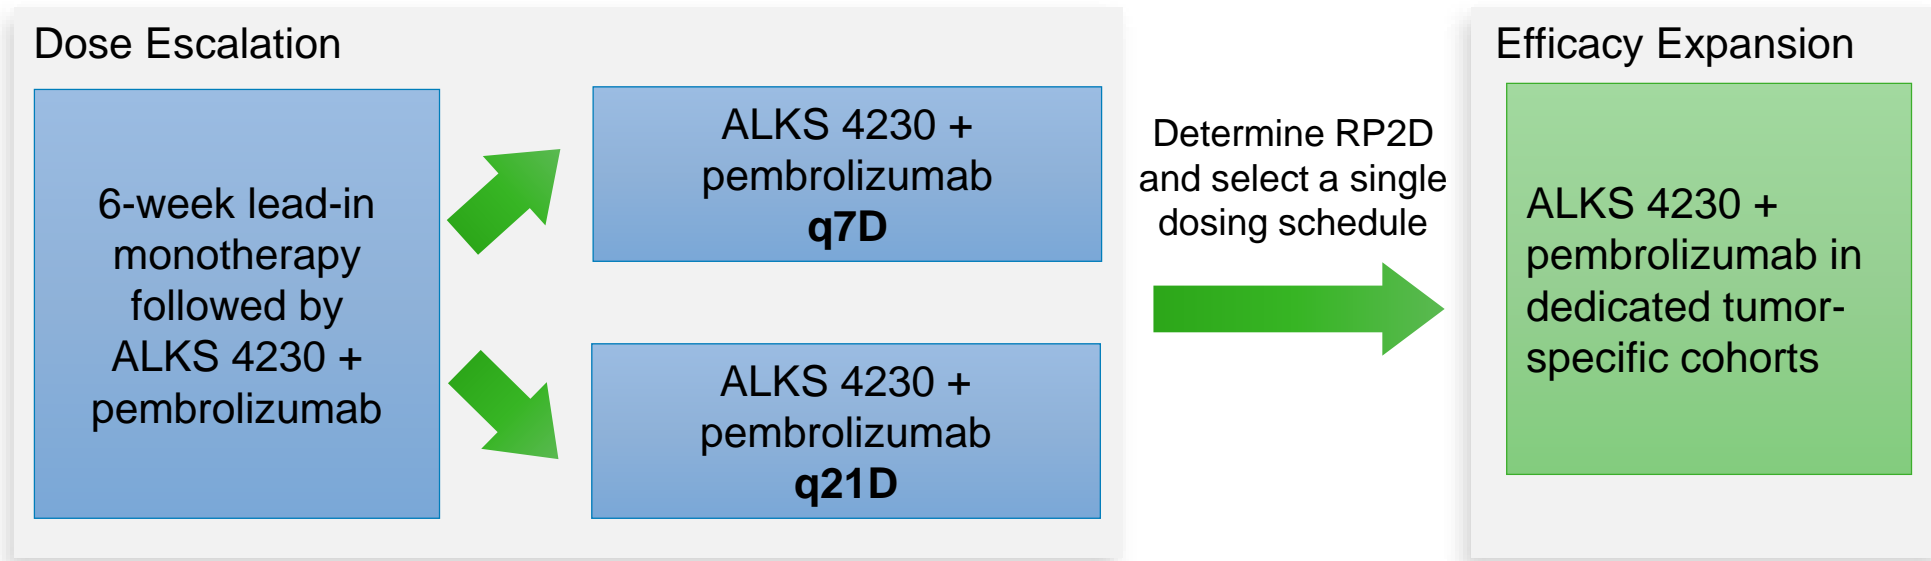 Dose Escalation
6-week lead-in
monotherapy
followed by
ALKS 4230 +
pembrolizumab
ALKS 4230 +
pembrolizumab
q7D
ALKS 4230 +
pembrolizumab
q21D
Determine RP2D
and select a single
dosing schedule
Efficacy Expansion
ALKS 4230 +
pembrolizumab in
dedicated tumor-
specific cohorts